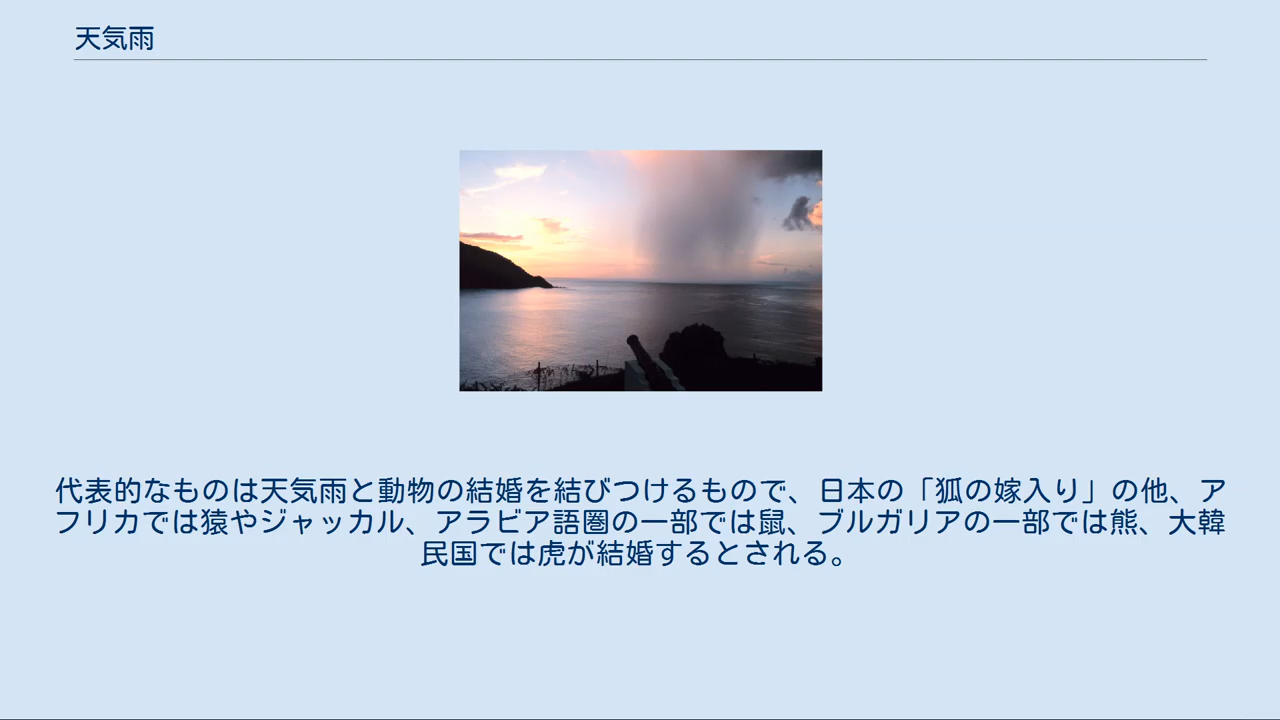 天気雨
代表的なものは天気雨と動物の結婚を結びつけるもので、日本の「狐の嫁入り」の他、ア
フリカでは猿やジャッカル、アラビア語圏の一部では鼠、ブルガリアの一部では熊、大韓
民国では虎が結婚するとされる。